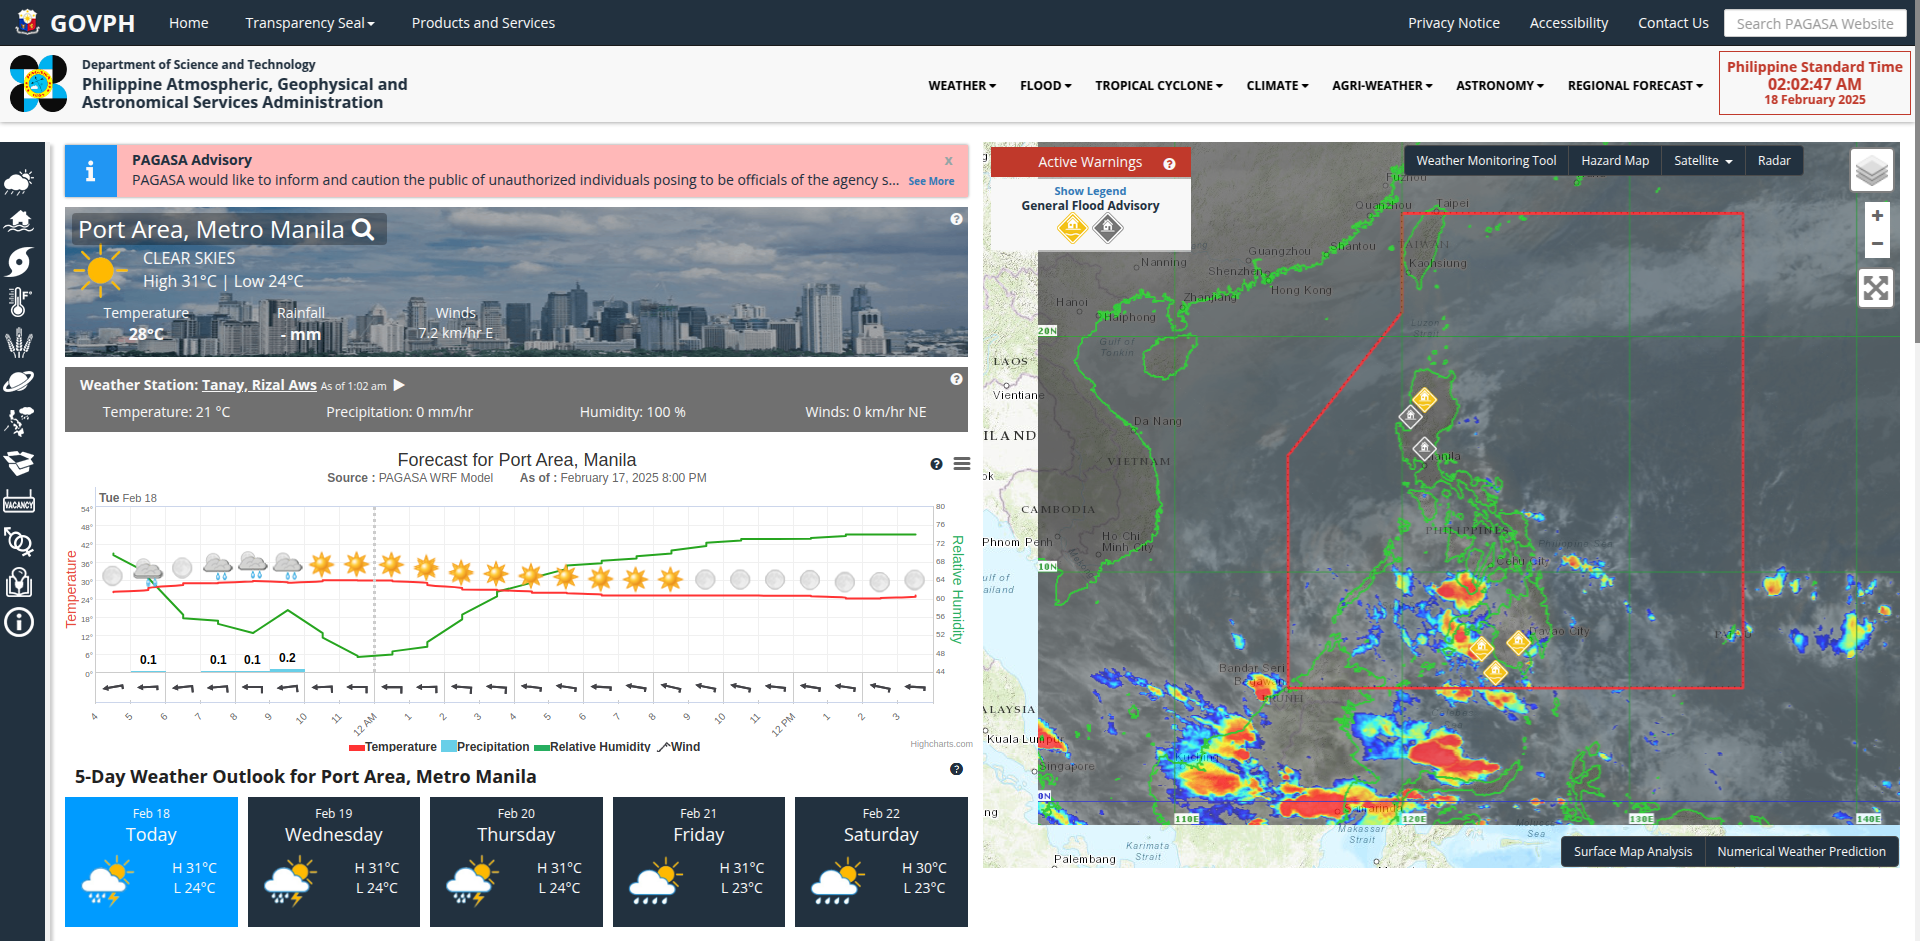 GOVPH
Home
Transparency Seal
Products and Services
Privacy Notice
Accessibility
Contact Us
Search PAGASA Website
Department of Science and Technology
Philippine Atmospheric, Geophysical and
Astronomical Services Administration
WEATHER
FLOOD
TROPICAL CYCLONE
CLIMATE
AGRI-WEATHER
ASTRONOMY
REGIONAL FORECAST
Philippine Standard Time
02:02:47 AM
18 February 2025
PAGASA Advisory
x
PAGASA would like to inform and caution the public of unauthorized individuals posing to be officials of the agency s...
See More
Port Area, Metro Manila
CLEAR SKIES
High 31°C | Low 24°C
Temperature
Rainfall
Winds
28°C
- mm
7.2 km/hr E
Weather Station: Tanay, Rizal Aws As of 1:02 am
Temperature: 21 °C
Precipitation: 0 mm/hr
Humidity: 100 %
Winds: 0 km/hr NE
Forecast for Port Area, Manila
Source : PAGASA WRF Model As of : February 17, 2025 8:00 PM
Tue Feb 18
54°
48°
42°
36°
30°
24°
18°
12°
6°
0°
Temperature
80
76
72
68
64
60
56
52
48
44
Relative Humidity
0.1
0.1
0.1
0.2
4
5
6
7
8
9
10
11
12 AM
1
2
3
4
5
6
7
8
9
10
11
12 PM
1
2
3
Temperature
Precipitation
Relative Humidity
Wind
Highcharts.com
5-Day Weather Outlook for Port Area, Metro Manila
Feb 18
Today
H 31°C
L 24°C
Feb 19
Wednesday
H 31°C
L 24°C
Feb 20
Thursday
H 31°C
L 24°C
Feb 21
Friday
H 31°C
L 23°C
Feb 22
Saturday
H 30°C
L 23°C
VACANCY
Active Warnings
Show Legend
General Flood Advisory
Weather Monitoring Tool
Hazard Map
Satellite
Radar
+
−
Fuzhou
Quanzhou
Taipei
TAIWAN
Kaohsiung
Shantou
Guangzhou
Shenzhen
Hong Kong
Nanning
Zhanjiang
Hanoi
Haiphong
Gulf of
Tonkin
Luzon
Strait
20N
LAOS
Vientiane
Da Nang
VIETNAM
CAMBODIA
Phnom Penh
Ho Chi
Minh City
10N
PHILIPPINES
Cebu City
Davao City
Bandar Seri
BRUNEI
Kuala Lumpur
Singapore
Kuching
0N
110E
120E
130E
140E
Makassar
Strait
Karimata
Strait
Palembang
Surface Map Analysis
Numerical Weather Prediction